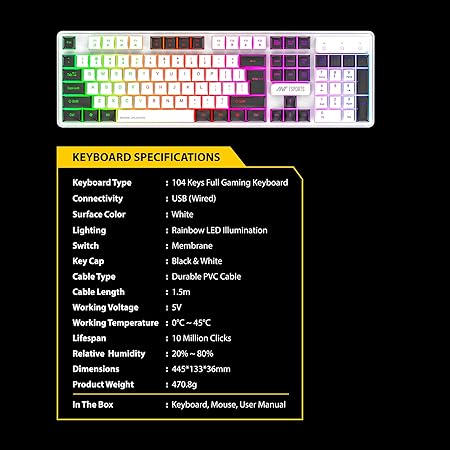 ANT ESPORTS
KEYBOARD SPECIFICATIONS
Keyboard Type : 104 Keys Full Gaming Keyboard
Connectivity : USB (Wired)
Surface Color : White
Lighting : Rainbow LED Illumination
Switch : Membrane
Key Cap : Black & White
Cable Type : Durable PVC Cable
Cable Length : 1.5m
Working Voltage : 5V
Working Temperature : 0°C ~ 45°C
Lifespan : 10 Million Clicks
Relative Humidity : 20% ~ 80%
Dimensions : 445*133*36mm
Product Weight : 470.8g
In The Box : Keyboard, Mouse, User Manual